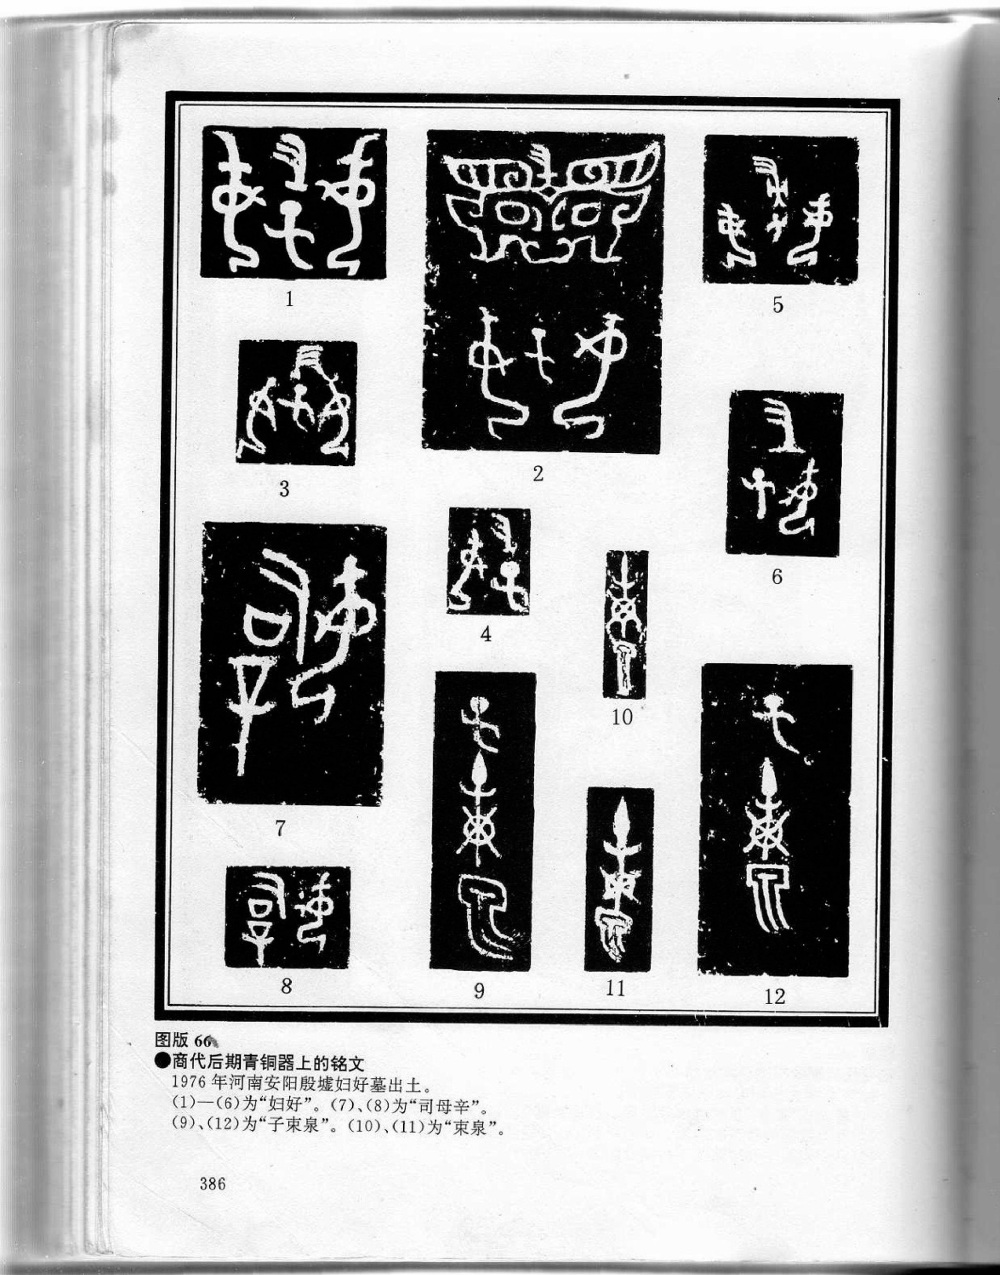 1
2
5
3
6
4
10
7
8
9
11
12
图版 66
●商代后期青铜器上的铭文
1976 年河南安阳殷墟妇好墓出土。
(1)—(6)为“妇好”。(7)、(8)为“司母辛”。
(9)、(12)为“子束泉”。(10)、(11)为“束泉”。
386